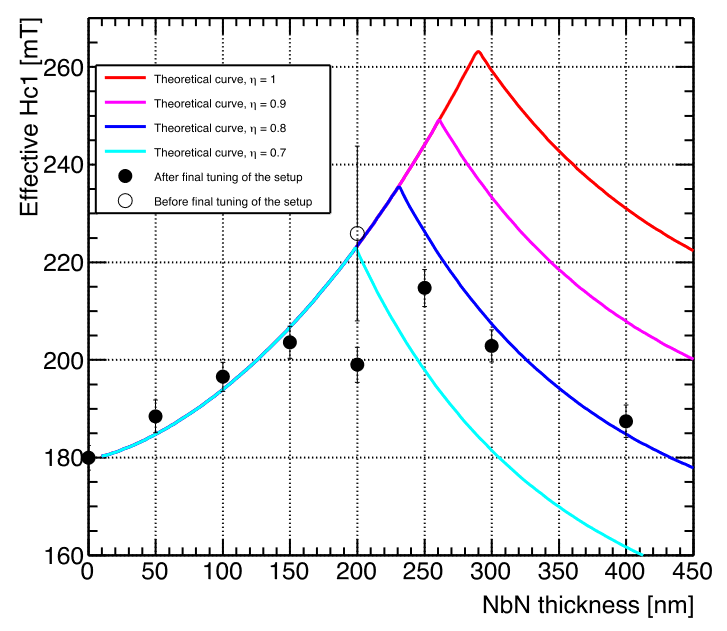 Effective Hc1 [mT]
260
240
220
200
180
160
Theoretical curve, η = 1
Theoretical curve, η = 0.9
Theoretical curve, η = 0.8
Theoretical curve, η = 0.7
After final tuning of the setup
Before final tuning of the setup
0 50 100 150 200 250 300 350 400 450
NbN thickness [nm]